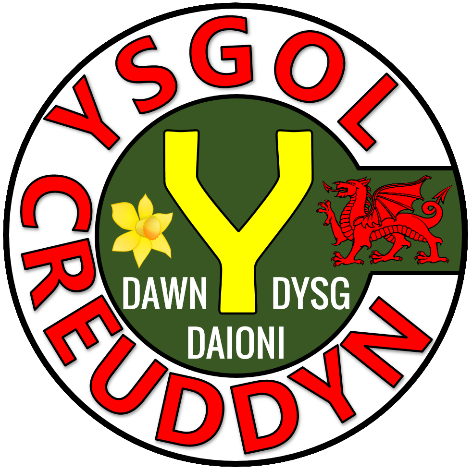 YSGOL
CREUDDYN
Y
DAWN DYSG
DAIONI